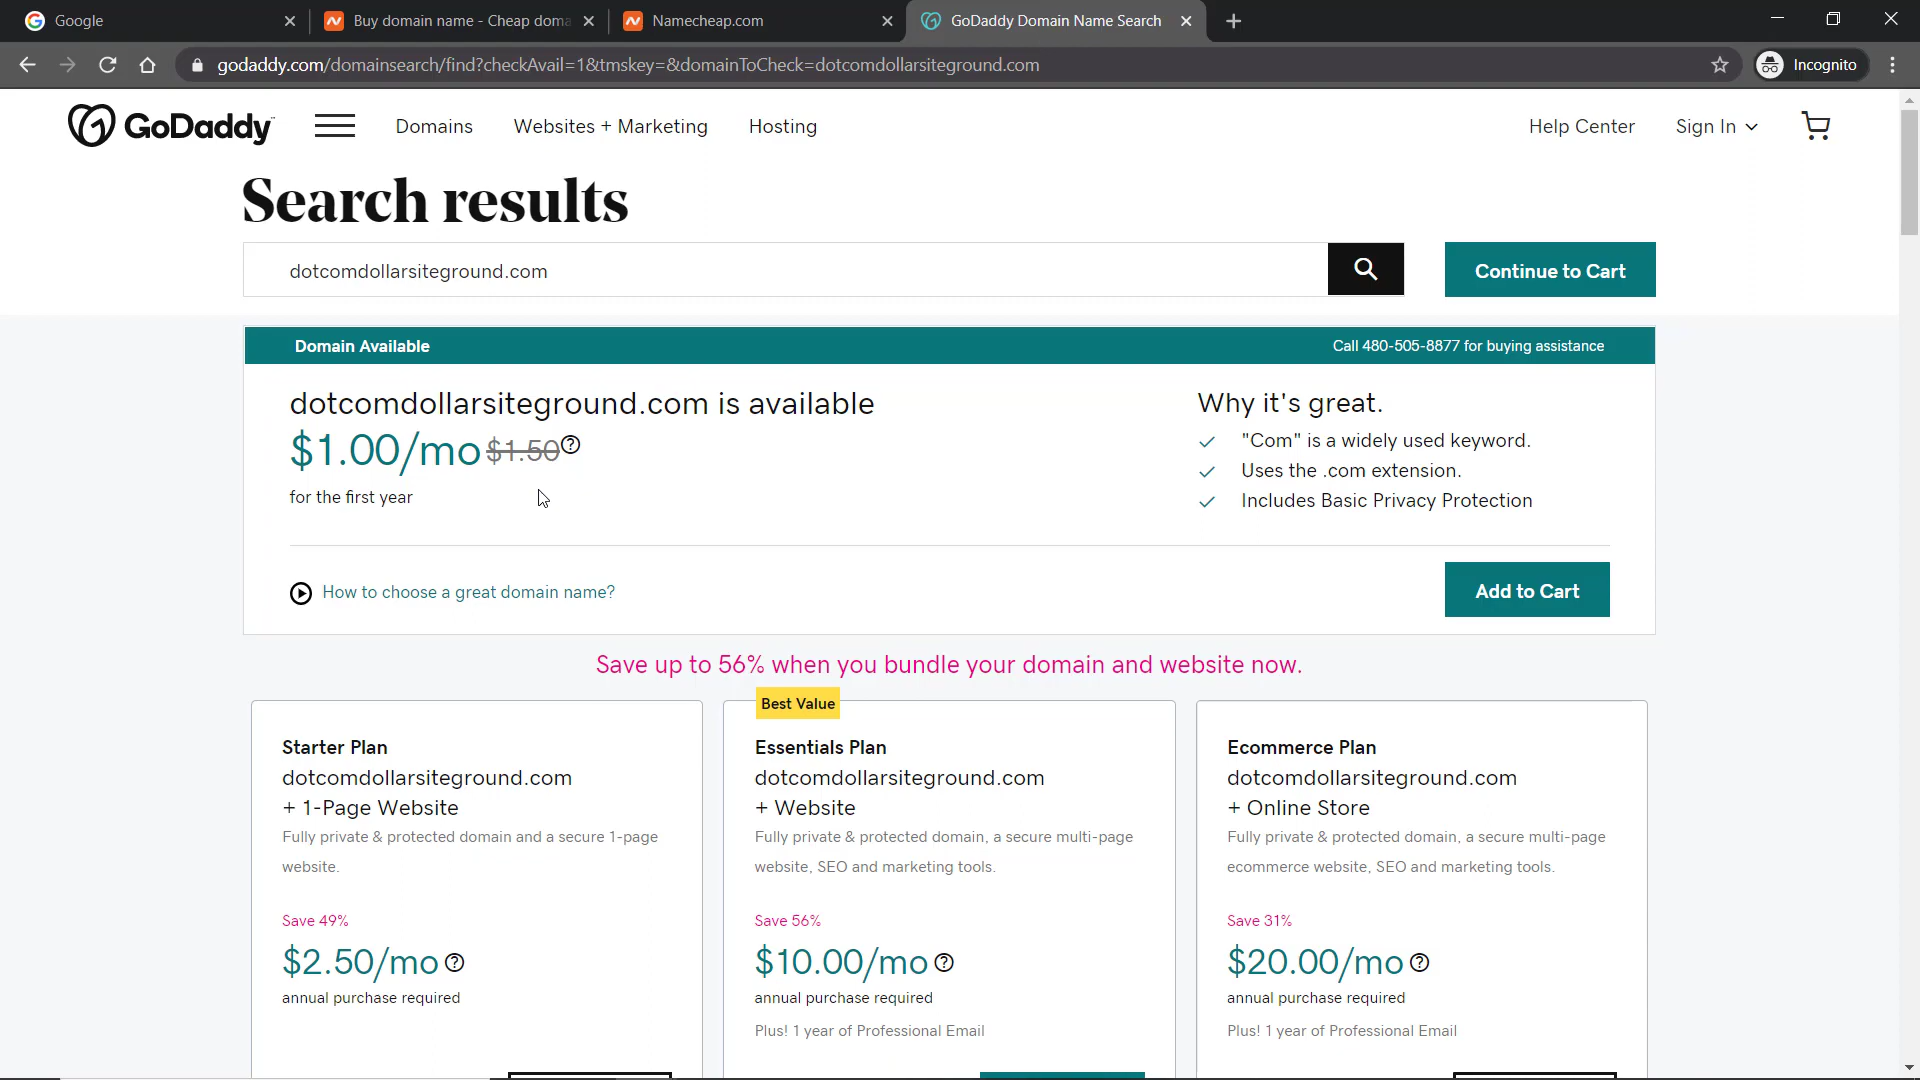 Google
Buy domain name - Cheap doma
Namecheap.com
GoDaddy Domain Name Search
godaddy.com/domainsearch/find?checkAvail=1&tmskey=&domainToCheck=dotcomdollarsiteground.com
Incognito
GoDaddy
Domains
Websites + Marketing
Hosting
Help Center
Sign In
Search results
dotcomdollarsiteground.com
Continue to Cart
Domain Available
Call 480-505-8877 for buying assistance
dotcomdollarsiteground.com is available
$1.00/mo $1.50
for the first year
Why it's great.
"Com" is a widely used keyword.
Uses the .com extension.
Includes Basic Privacy Protection
How to choose a great domain name?
Add to Cart
Save up to 56% when you bundle your domain and website now.
Starter Plan
dotcomdollarsiteground.com
+ 1-Page Website
Fully private & protected domain and a secure 1-page
website.
Save 49%
$2.50/mo
annual purchase required
Best Value
Essentials Plan
dotcomdollarsiteground.com
+ Website
Fully private & protected domain, a secure multi-page
website, SEO and marketing tools.
Save 56%
$10.00/mo
annual purchase required
Plus! 1 year of Professional Email
Ecommerce Plan
dotcomdollarsiteground.com
+ Online Store
Fully private & protected domain, a secure multi-page
ecommerce website, SEO and marketing tools.
Save 31%
$20.00/mo
annual purchase required
Plus! 1 year of Professional Email